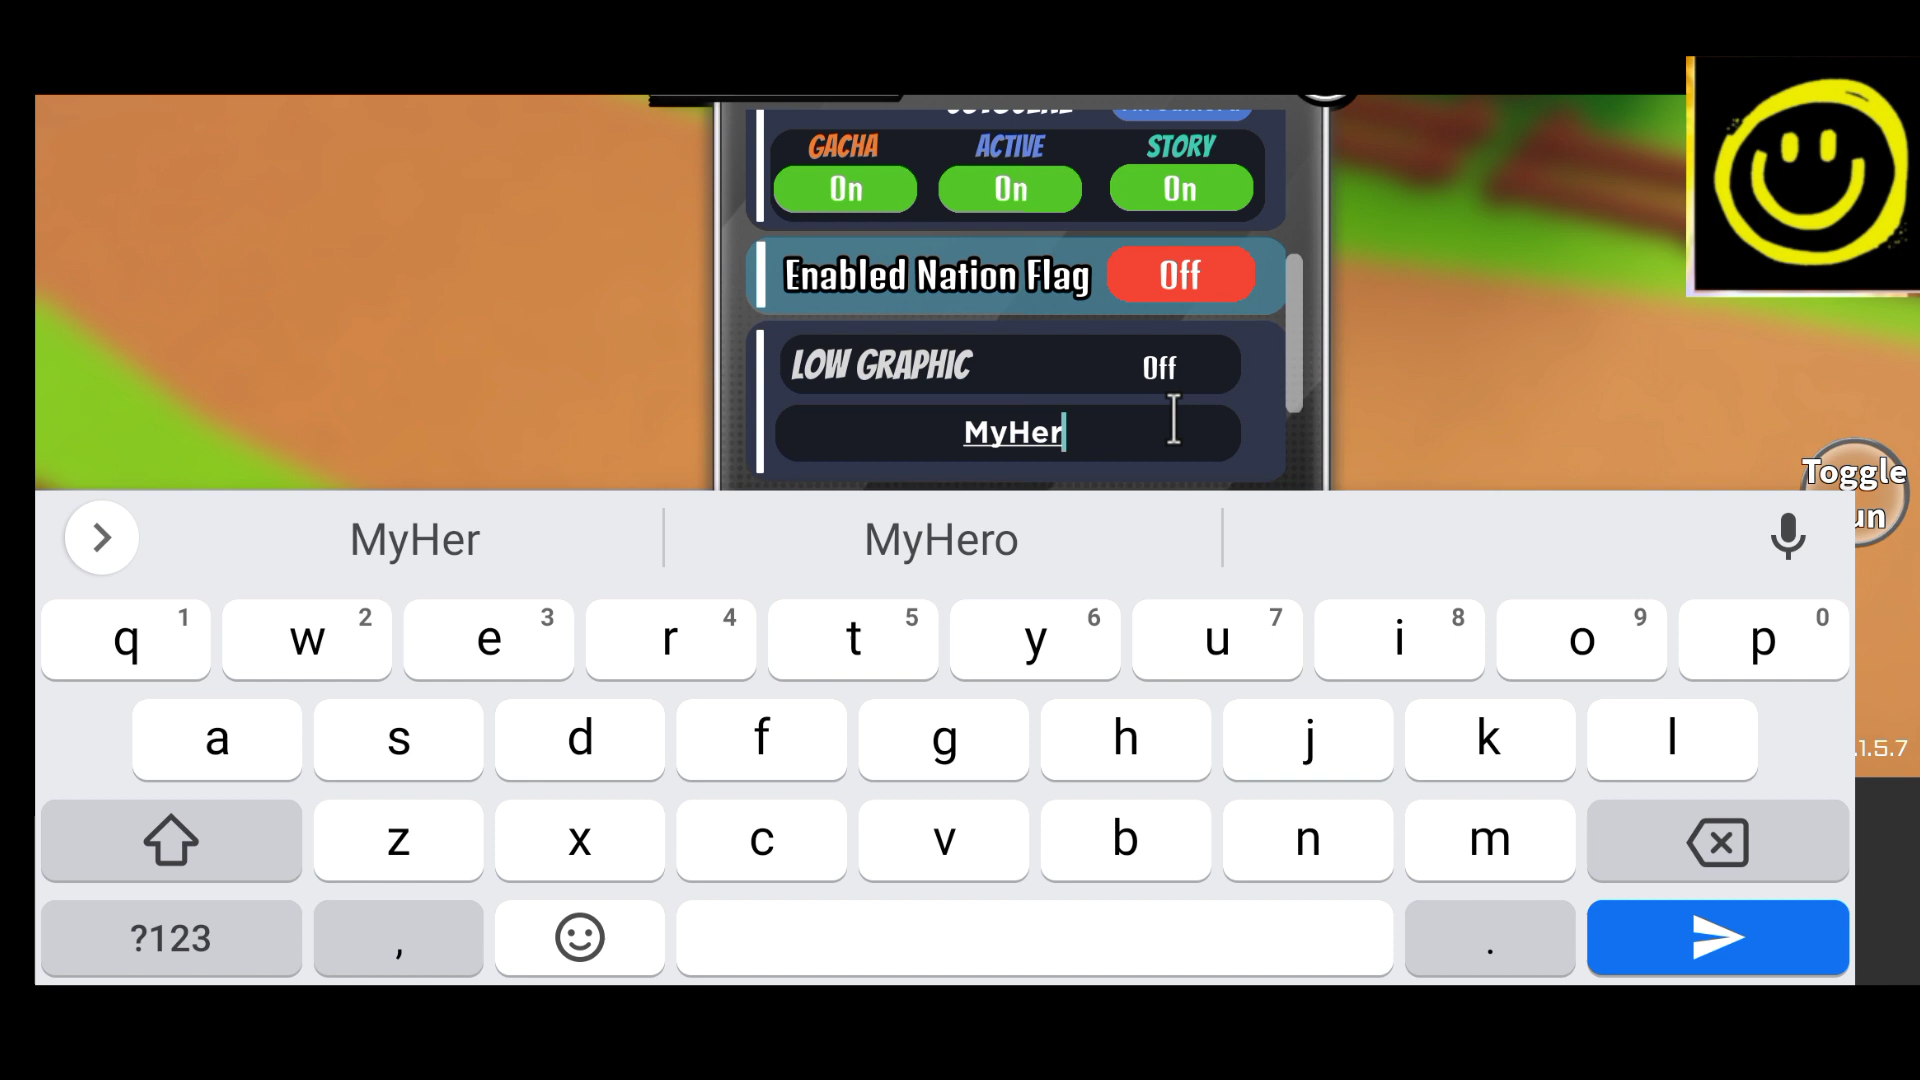 GACHA ACTIVE STORY
On On On
Enabled Nation Flag Off
LOW GRAPHIC Off
MyHer
Toggle
un
MyHer MyHero
q 1 w 2 e 3 r 4 t 5 y 6 u 7 i 8 o 9 p 0
a s d f g h j k l
.1.5.7
z x c v b n m
?123 , .